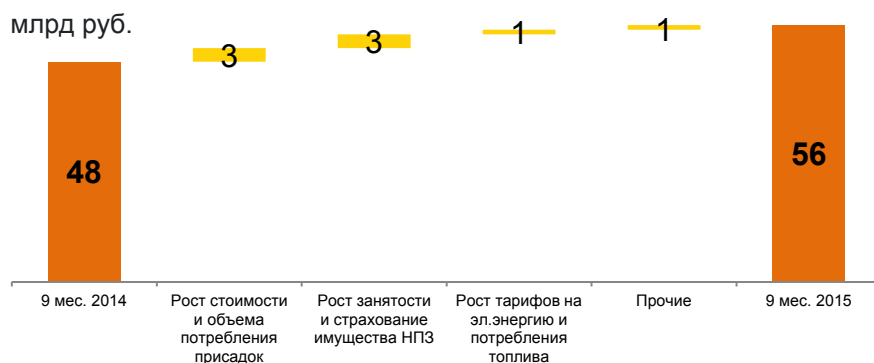 млрд руб.
3
3
1
1
48
56
9 мес. 2014
Рост стоимости
и объема
потребления
присадок
Рост занятости
и страхование
имущества НПЗ
Рост тарифов на
эл.энергию и
потребления
топлива
Прочие
9 мес. 2015